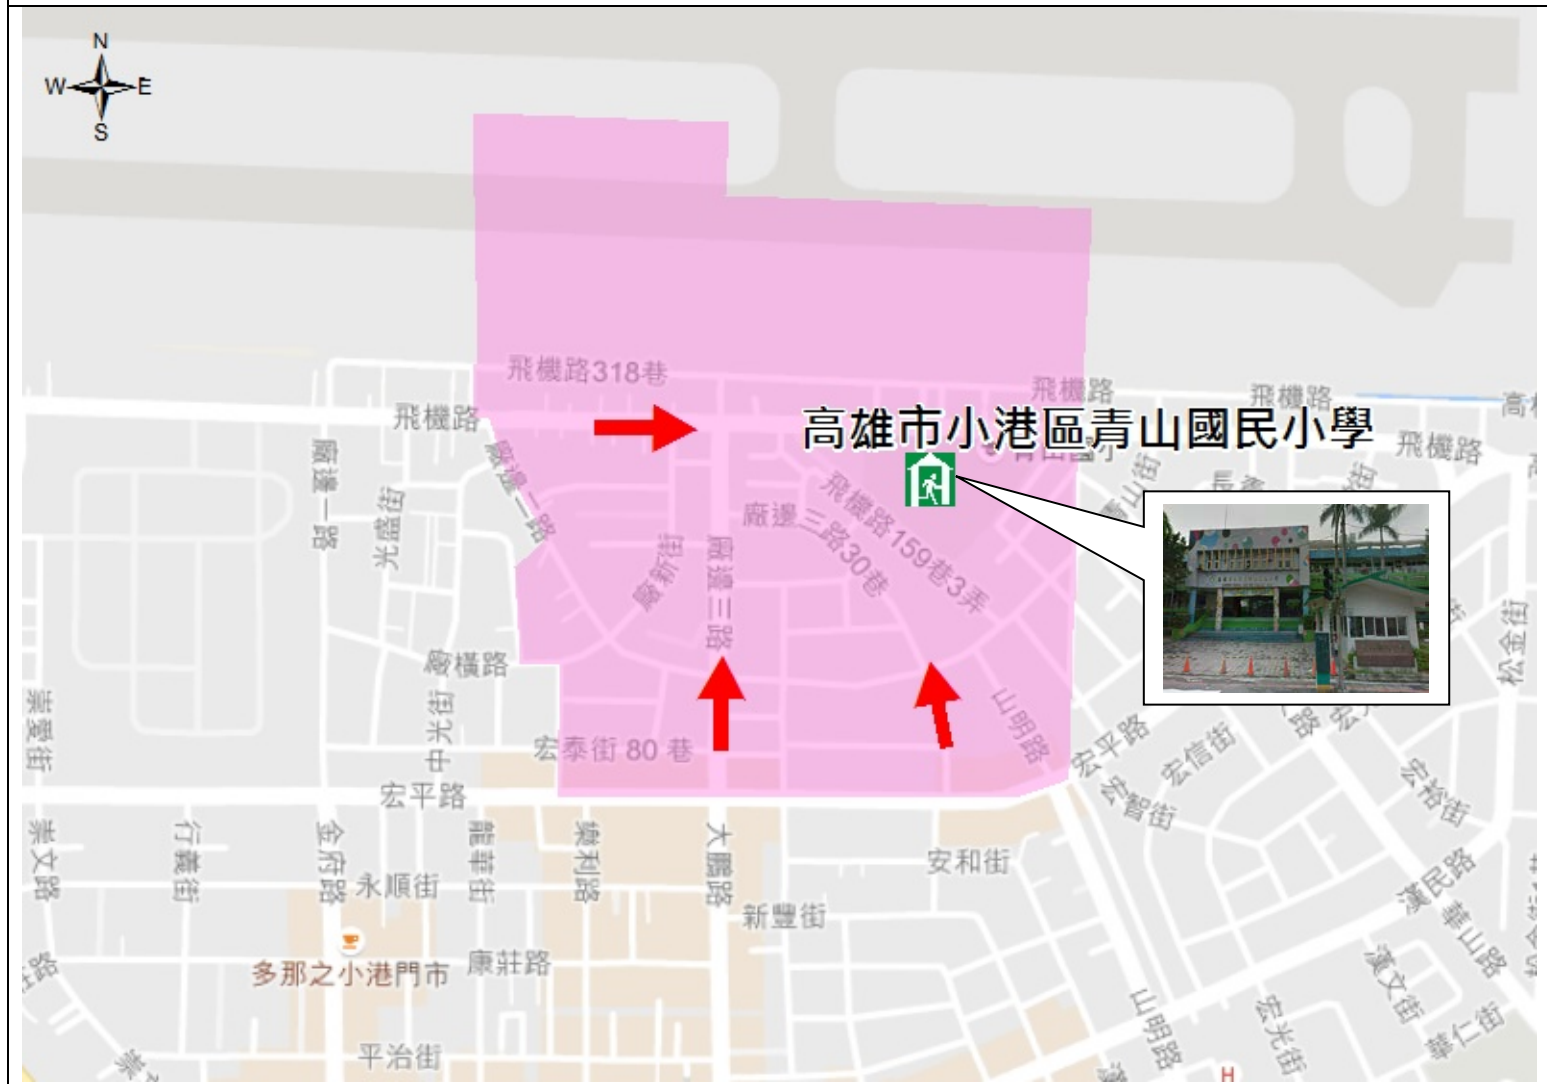 N
W
E
S
飛機路318巷
飛機路
飛機路
飛機路
高雄市小港區青山國民小學
飛機路
廠邊一路
光盛街
廠邊二路
青山街
飛機路159巷3弄
廠邊三路30巷
廠新街
廠邊三路
松金街
廠橫路
中光街
山明路
宏泰街 80 巷
崇愛街
宏平路
宏信街
宏平路
宏智街
宏裕街
崇文路
行義街
金府路
龍華街
樂利路
大鵬路
安和街
永順街
新豐街
漢民路
華山路
多那之小港門市
康莊路
漢文街
山明路
宏光街
華仁街
平治街
H